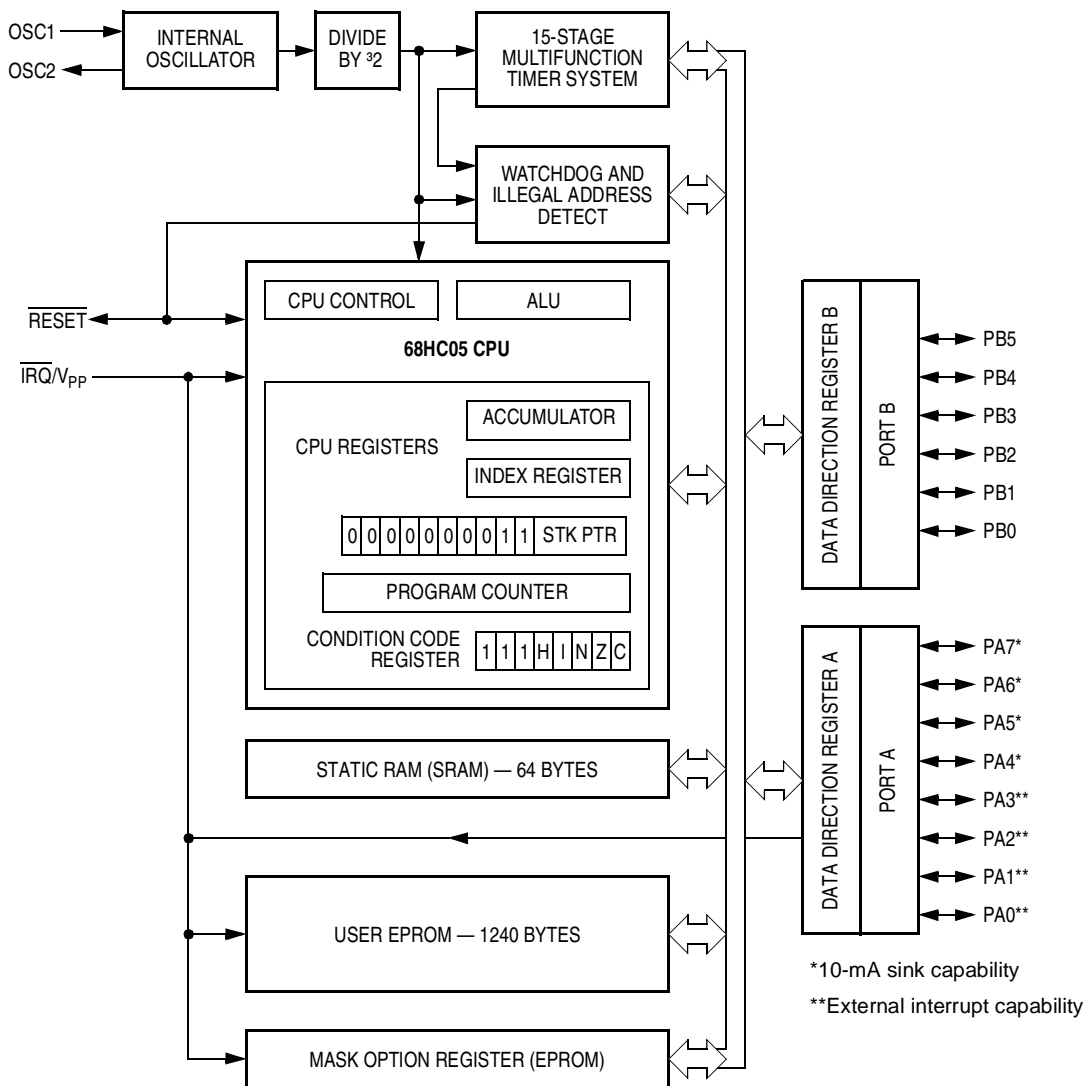 OSC1
OSC2
INTERNAL
OSCILLATOR
DIVIDE
BY ³2
15-STAGE
MULTIFUNCTION
TIMER SYSTEM
WATCHDOG AND
ILLEGAL ADDRESS
DETECT
RESET
IRQ/VPP
CPU CONTROL
ALU
68HC05 CPU
CPU REGISTERS
ACCUMULATOR
INDEX REGISTER
0 0 0 0 0 0 0 0 1 1 STK PTR
PROGRAM COUNTER
CONDITION CODE
REGISTER
1 1 1 H I N Z C
STATIC RAM (SRAM) — 64 BYTES
USER EPROM — 1240 BYTES
MASK OPTION REGISTER (EPROM)
DATA DIRECTION REGISTER B
PORT B
PB5
PB4
PB3
PB2
PB1
PB0
DATA DIRECTION REGISTER A
PORT A
PA7*
PA6*
PA5*
PA4*
PA3**
PA2**
PA1**
PA0**
*10-mA sink capability
**External interrupt capability